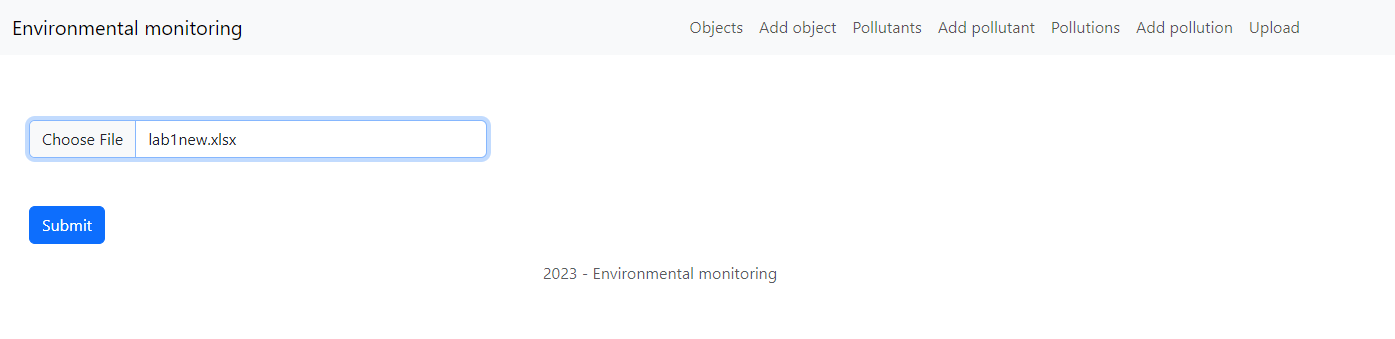 Environmental monitoring Objects Add object Pollutants Add pollutant Pollutions Add pollution Upload
Choose File lab1new.xlsx
Submit
2023 - Environmental monitoring